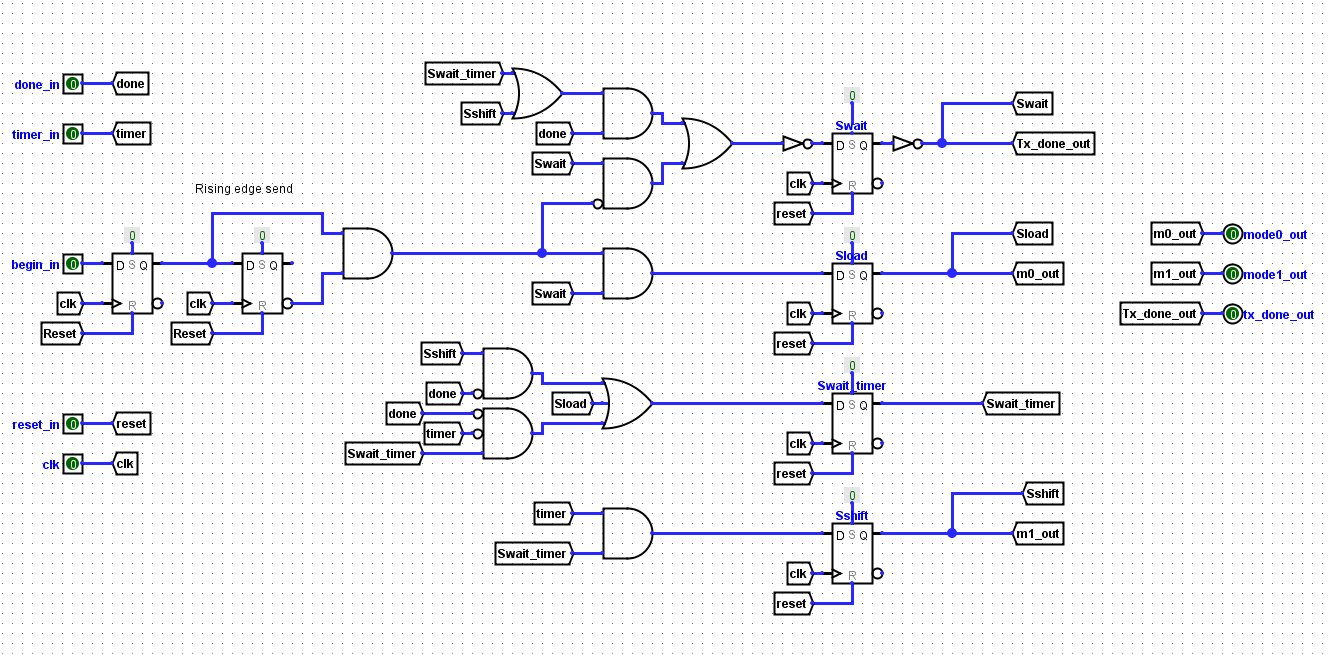 Swait_timer
done_in 0 done
Sshift
timer_in 0 timer
done
0
Swait
D S Q
R
Swait
Tx_done_out
Swait
clk
reset
Rising edge send
begin_in 0
0
D S Q
R
clk
Reset
0
D S Q
R
clk
Reset
Swait
0
Sload
D S Q
R
clk
reset
Sload
m0_out
m0_out 0 mode0_out
m1_out 0 mode1_out
Tx_done_out 0 tx_done_out
Sshift
done
done
timer
Swait_timer
Sload
0
Swait_timer
D S Q
R
clk
reset
Swait_timer
reset_in 0 reset
clk 0 clk
timer
Swait_timer
0
Sshift
D S Q
R
clk
reset
Sshift
m1_out